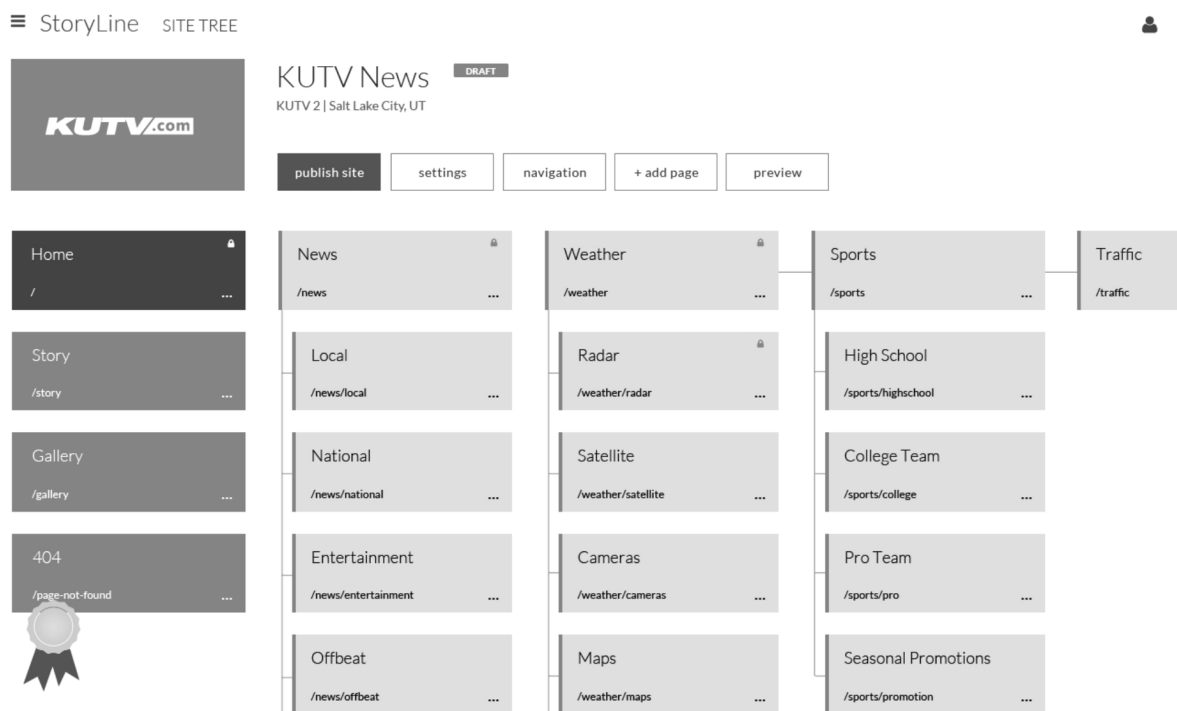 StoryLine SITE TREE
KUTV.com
KUTV News DRAFT
KUTV 2 | Salt Lake City, UT
publish site settings navigation + add page preview
Home
/
...
Story
/story
...
Gallery
/gallery
...
404
/page-not-found
...
News
/news
...
Local
/news/local
...
National
/news/national
...
Entertainment
/news/entertainment
...
Offbeat
/news/offbeat
...
Weather
/weather
...
Radar
/weather/radar
...
Satellite
/weather/satellite
...
Cameras
/weather/cameras
...
Maps
/weather/maps
...
Sports
/sports
...
High School
/sports/highschool
...
College Team
/sports/college
...
Pro Team
/sports/pro
...
Seasonal Promotions
/sports/promotion
...
Traffic
/traffic